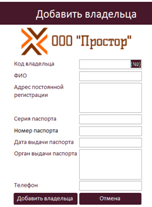 Добавить владельца
ООО "Простор"
Код владельца
ФИО
Адрес постоянной
регистрации
Серия паспорта
Номер паспорта
Дата выдачи паспорта
Орган выдачи паспорта
Телефон
Добавить владельца
Отмена